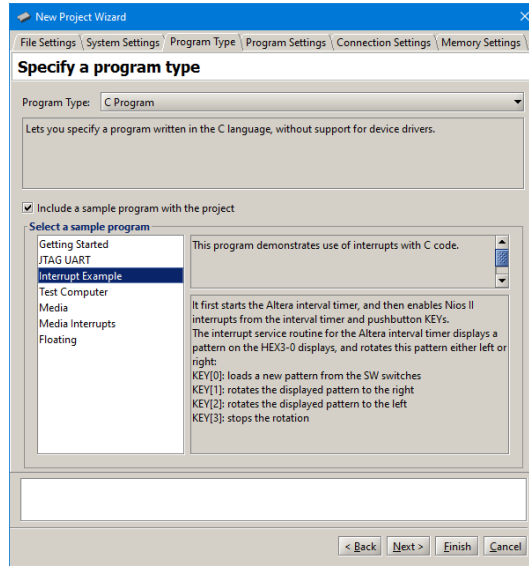 New Project Wizard
File Settings System Settings Program Type Program Settings Connection Settings Memory Settings
Specify a program type
Program Type: C Program
Lets you specify a program written in the C language, without support for device drivers.
Include a sample program with the project
Select a sample program
Getting Started
JTAG UART
Interrupt Example
Test Computer
Media
Media Interrupts
Floating
This program demonstrates use of interrupts with C code.
It first starts the Altera interval timer, and then enables Nios II
interrupts from the interval timer and pushbutton KEYs.
The interrupt service routine for the Altera interval timer displays a
pattern on the HEX3-0 displays, and rotates this pattern either left or
right:
KEY[0]: loads a new pattern from the SW switches
KEY[1]: rotates the displayed pattern to the right
KEY[2]: rotates the displayed pattern to the left
KEY[3]: stops the rotation
< Back Next > Finish Cancel